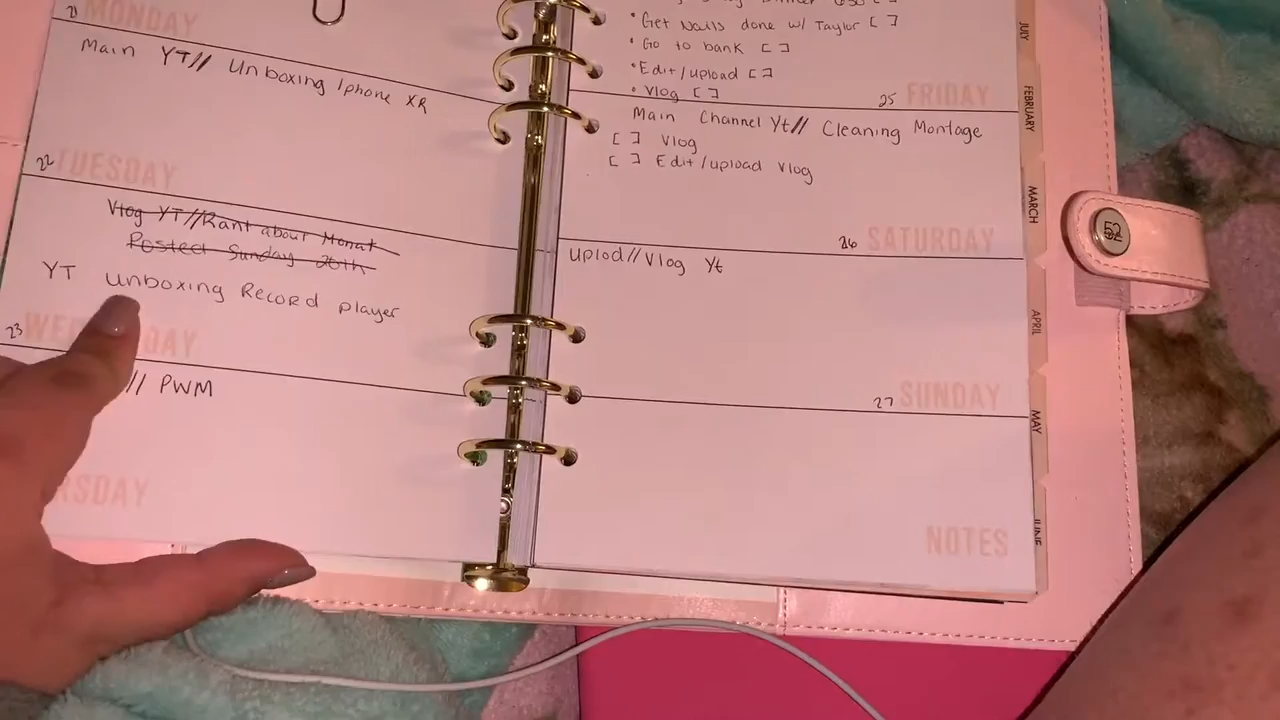 21 MONDAY
Main YT// Unboxing Iphone XR
22 TUESDAY
Vlog YT//Rant about Monat
Posted Sunday 20th
YT Unboxing Record player
23
// PWM
• Get Nails done w/ Taylor [ ]
• Go to bank [ ]
• Edit/upload [ ]
• Vlog [ ]
25 FRIDAY
Main Channel Yt// Cleaning Montage
[ ] Vlog
[ ] Edit/upload Vlog
26 SATURDAY
uplod//Vlog Yt
27 SUNDAY
NOTES
JULY
FEBRUARY
MARCH
APRIL
MAY
JUNE